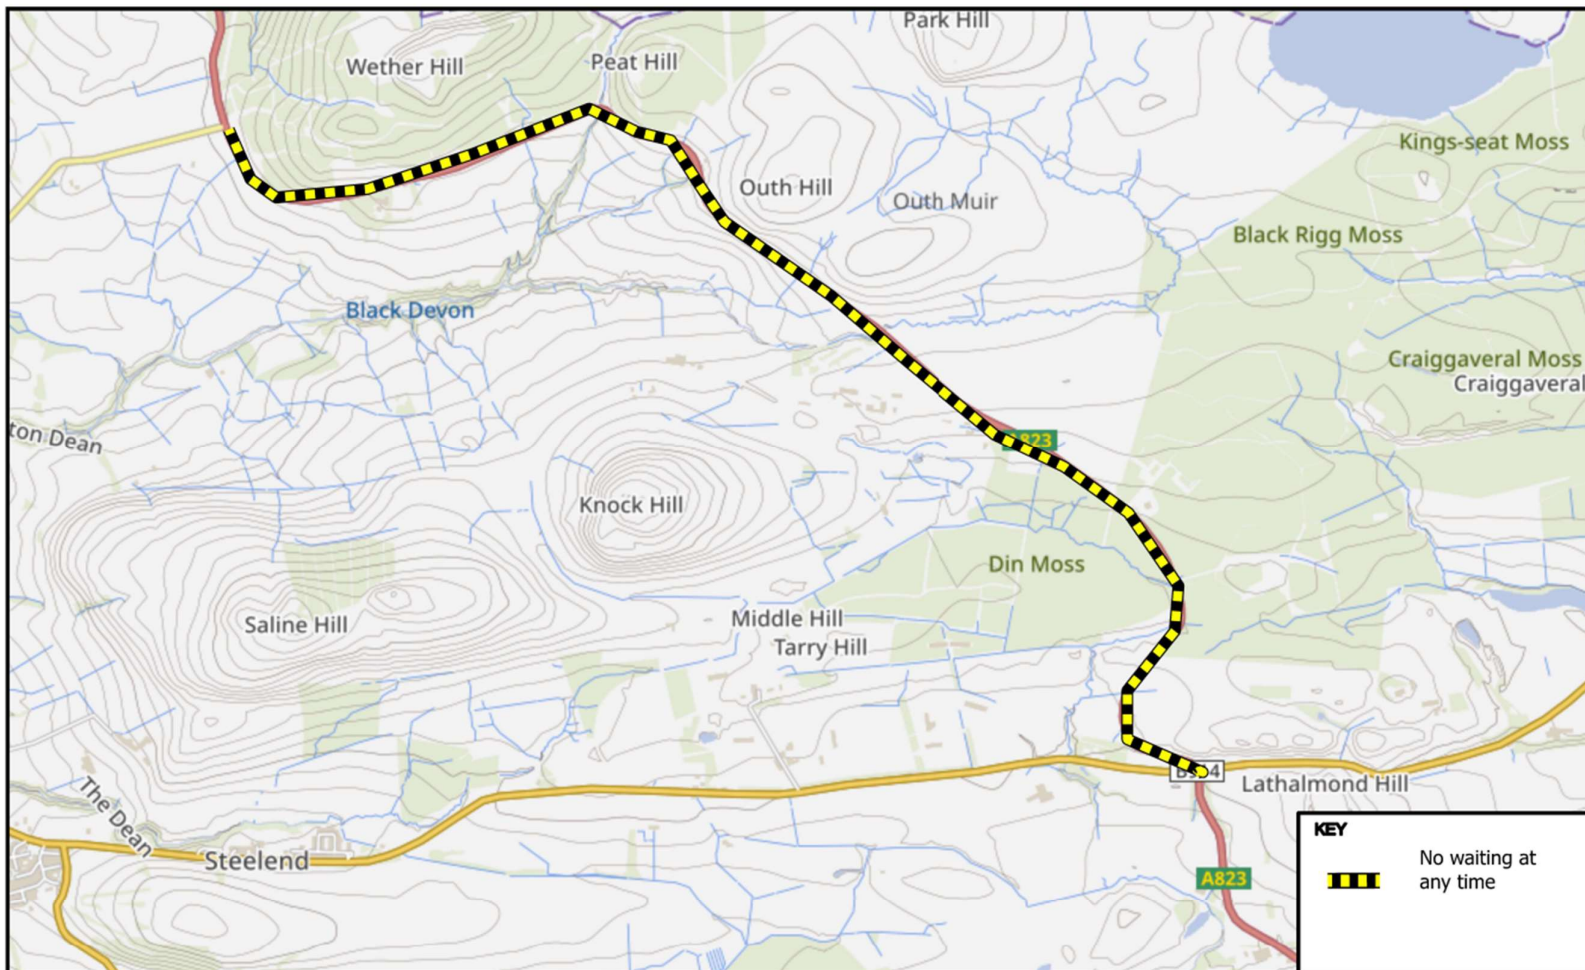 Park Hill
Peat Hill
Wether Hill
Kings-seat Moss
Outh Hill
Outh Muir
Black Rigg Moss
Black Devon
Craiggaveral Moss
Craiggaveral
ton Dean
A823
Knock Hill
Din Moss
Middle Hill
Saline Hill
Tarry Hill
Lathalmond Hill
The Dean
Steelend
A823
KEY
No waiting at
any time